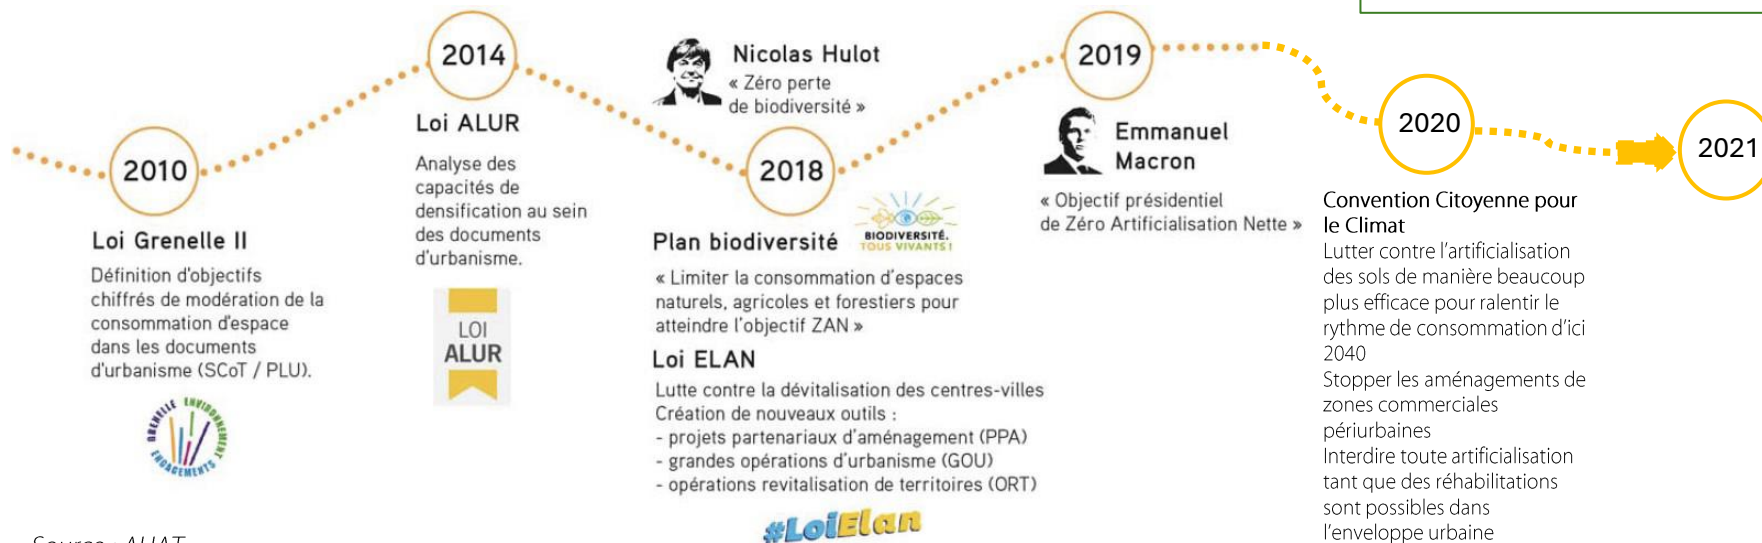 2010
Loi Grenelle II
Définition d'objectifs
chiffrés de modération de la
consommation d'espace
dans les documents
d'urbanisme (SCoT / PLU).
GRENELLE ENVIRONNEMENT
ENGAGEMENTS
2014
Loi ALUR
Analyse des
capacités de
densification au sein
des documents
d'urbanisme.
LOI
ALUR
Nicolas Hulot
« Zéro perte
de biodiversité »
2018
Plan biodiversité
BIODIVERSITÉ.
TOUS VIVANTS !
« Limiter la consommation d'espaces
naturels, agricoles et forestiers pour
atteindre l'objectif ZAN »
Loi ELAN
Lutte contre la dévitalisation des centres-villes
Création de nouveaux outils :
- projets partenariaux d'aménagement (PPA)
- grandes opérations d'urbanisme (GOU)
- opérations revitalisation de territoires (ORT)
#LoiElan
2019
Emmanuel
Macron
« Objectif présidentiel
de Zéro Artificialisation Nette »
2020
Convention Citoyenne pour
le Climat
Lutter contre l'artificialisation
des sols de manière beaucoup
plus efficace pour ralentir le
rythme de consommation d'ici
2040
Stopper les aménagements de
zones commerciales
périurbaines
Interdire toute artificialisation
tant que des réhabilitations
sont possibles dans
l'enveloppe urbaine
2021